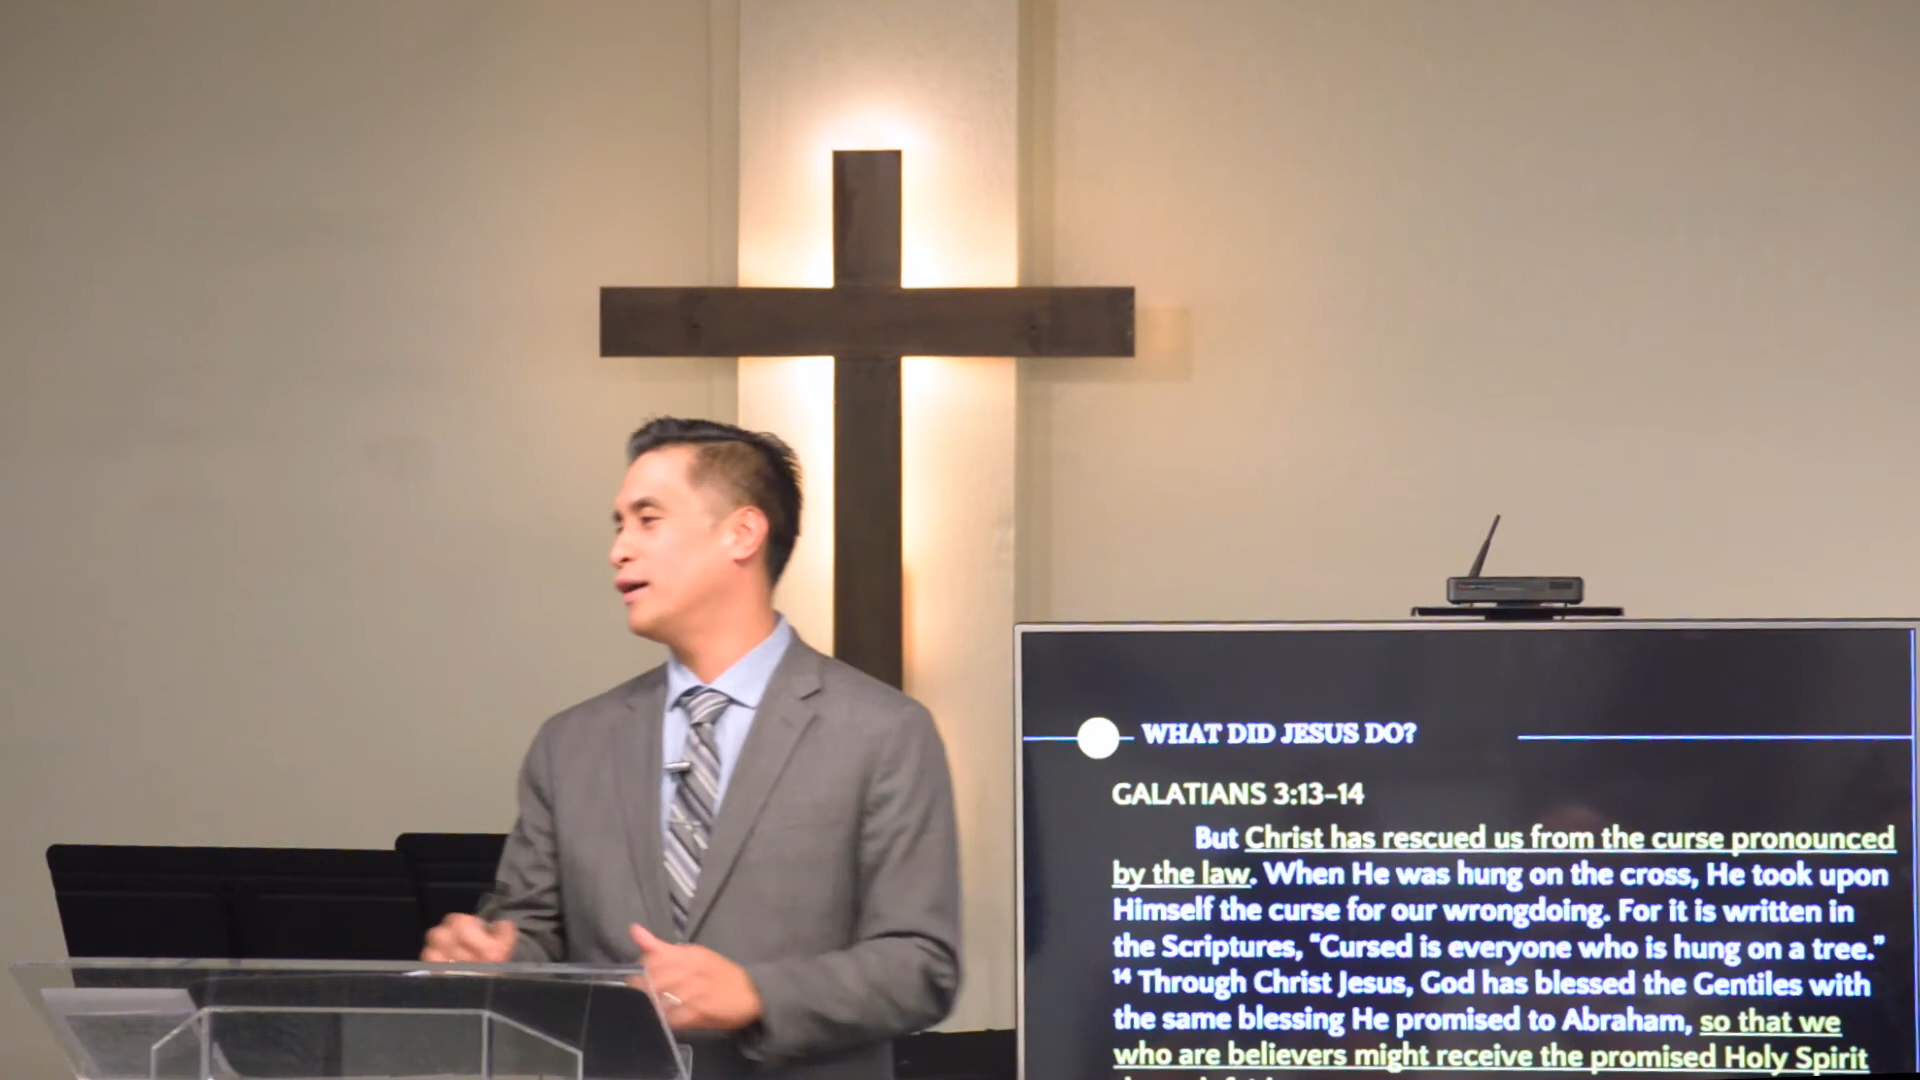 WHAT DID JESUS DO?
GALATIANS 3:13–14
But Christ has rescued us from the curse pronounced
by the law. When He was hung on the cross, He took upon
Himself the curse for our wrongdoing. For it is written in
the Scriptures, “Cursed is everyone who is hung on a tree.”
14 Through Christ Jesus, God has blessed the Gentiles with
the same blessing He promised to Abraham, so that we
who are believers might receive the promised Holy Spirit